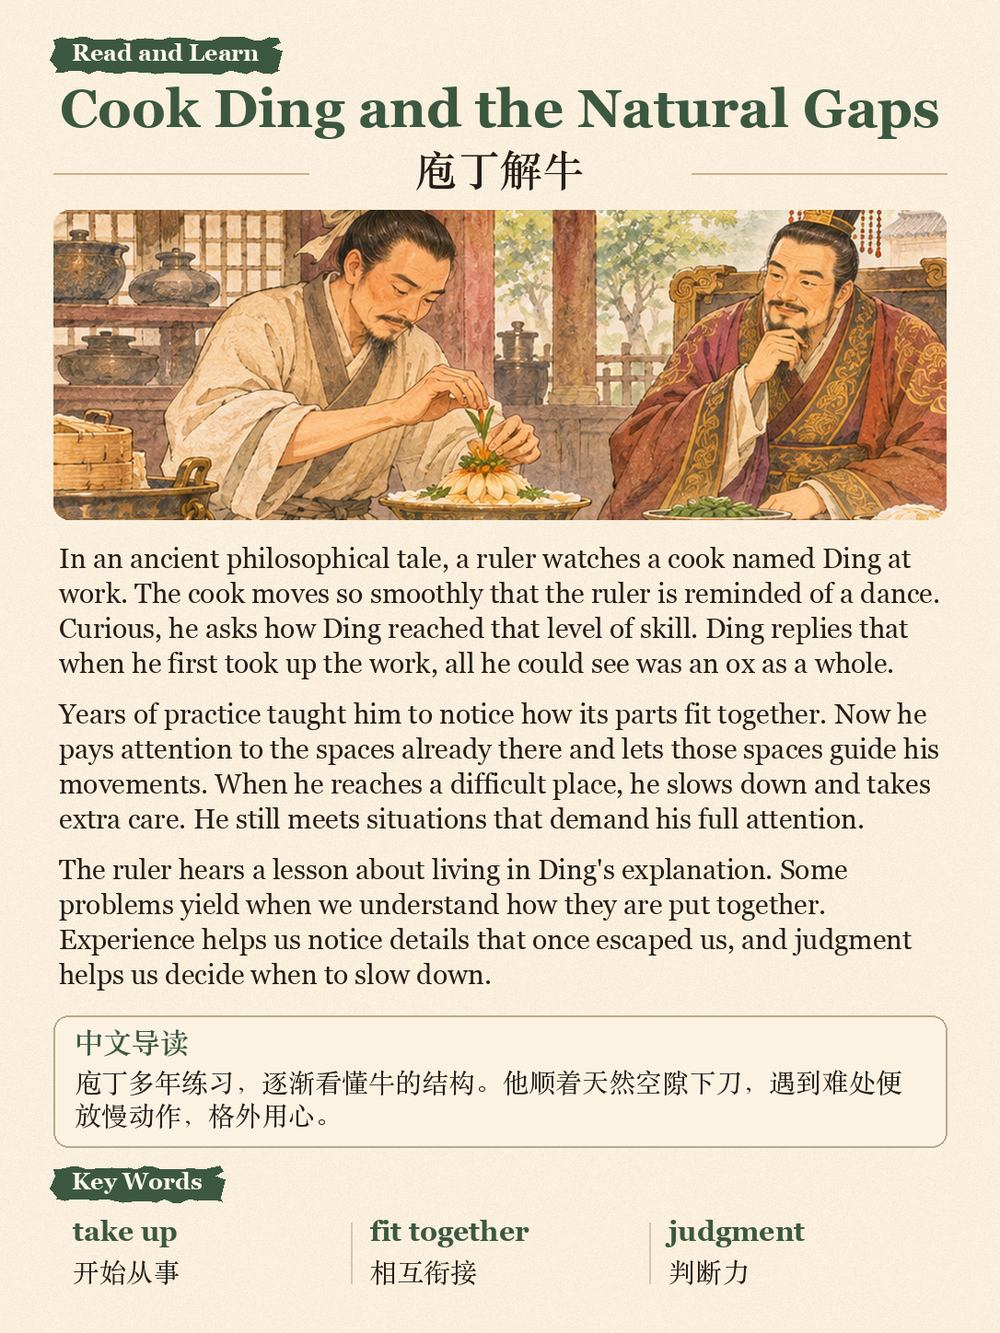 Read and Learn
Cook Ding and the Natural Gaps
庖丁解牛
In an ancient philosophical tale, a ruler watches a cook named Ding at
work. The cook moves so smoothly that the ruler is reminded of a dance.
Curious, he asks how Ding reached that level of skill. Ding replies that
when he first took up the work, all he could see was an ox as a whole.
Years of practice taught him to notice how its parts fit together. Now he
pays attention to the spaces already there and lets those spaces guide his
movements. When he reaches a difficult place, he slows down and takes
extra care. He still meets situations that demand his full attention.
The ruler hears a lesson about living in Ding's explanation. Some
problems yield when we understand how they are put together.
Experience helps us notice details that once escaped us, and judgment
helps us decide when to slow down.
中文导读
庖丁多年练习，逐渐看懂牛的结构。他顺着天然空隙下刀，遇到难处便
放慢动作，格外用心。
Key Words
take up
开始从事
fit together
相互衔接
judgment
判断力